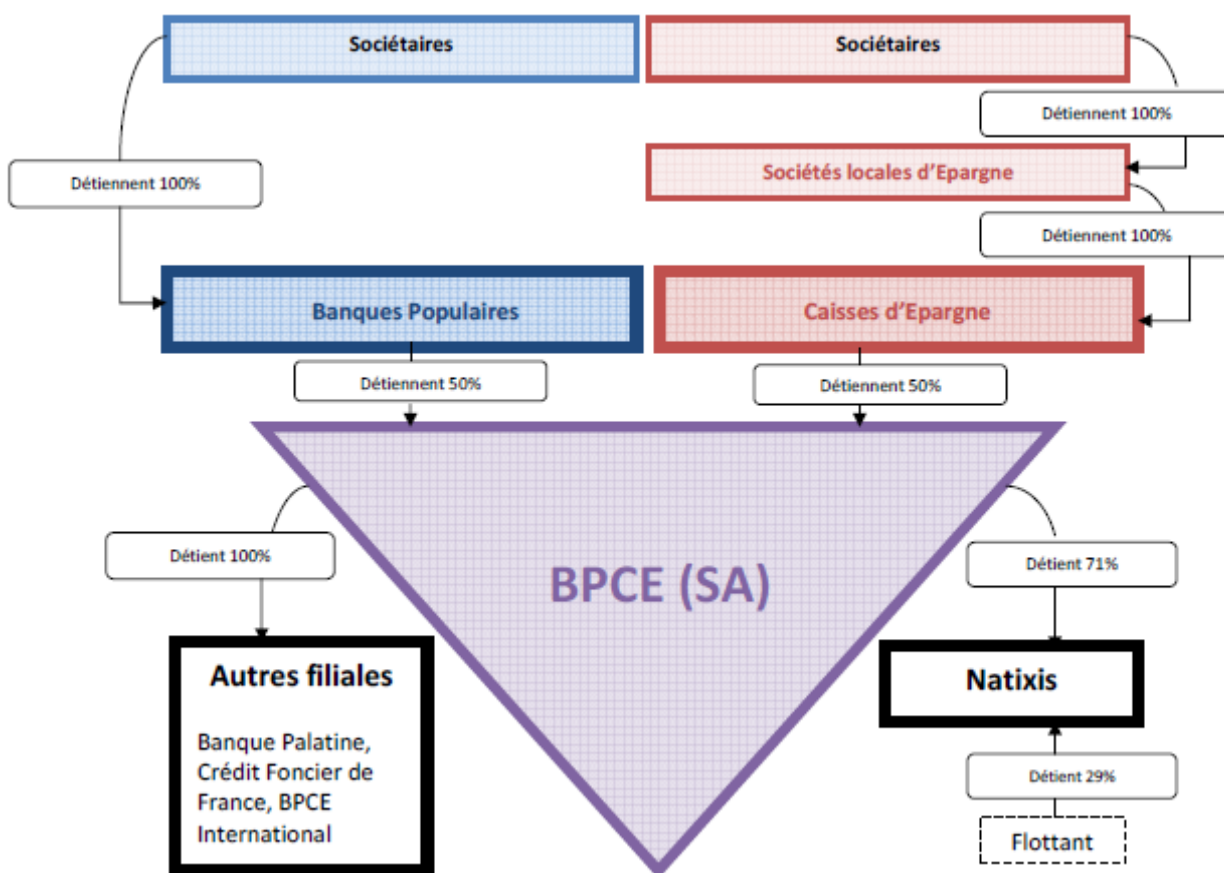 Sociétaires
Sociétaires
Détiennent 100%
Sociétés locales d'Epargne
Détiennent 100%
Détiennent 100%
Banques Populaires
Caisses d'Epargne
Détiennent 50%
Détiennent 50%
Détient 100%
BPCE (SA)
Détient 71%
Autres filiales
Banque Palatine,
Crédit Foncier de
France, BPCE
International
Natixis
Détient 29%
Flottant